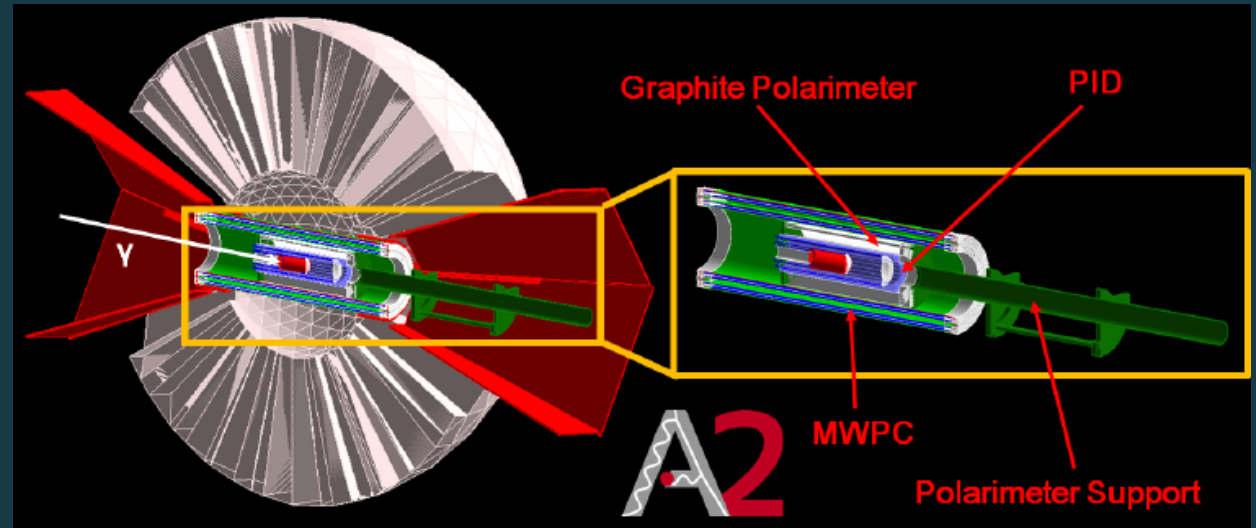 Graphite Polarimeter
PID
γ
MWPC
A2
Polarimeter Support